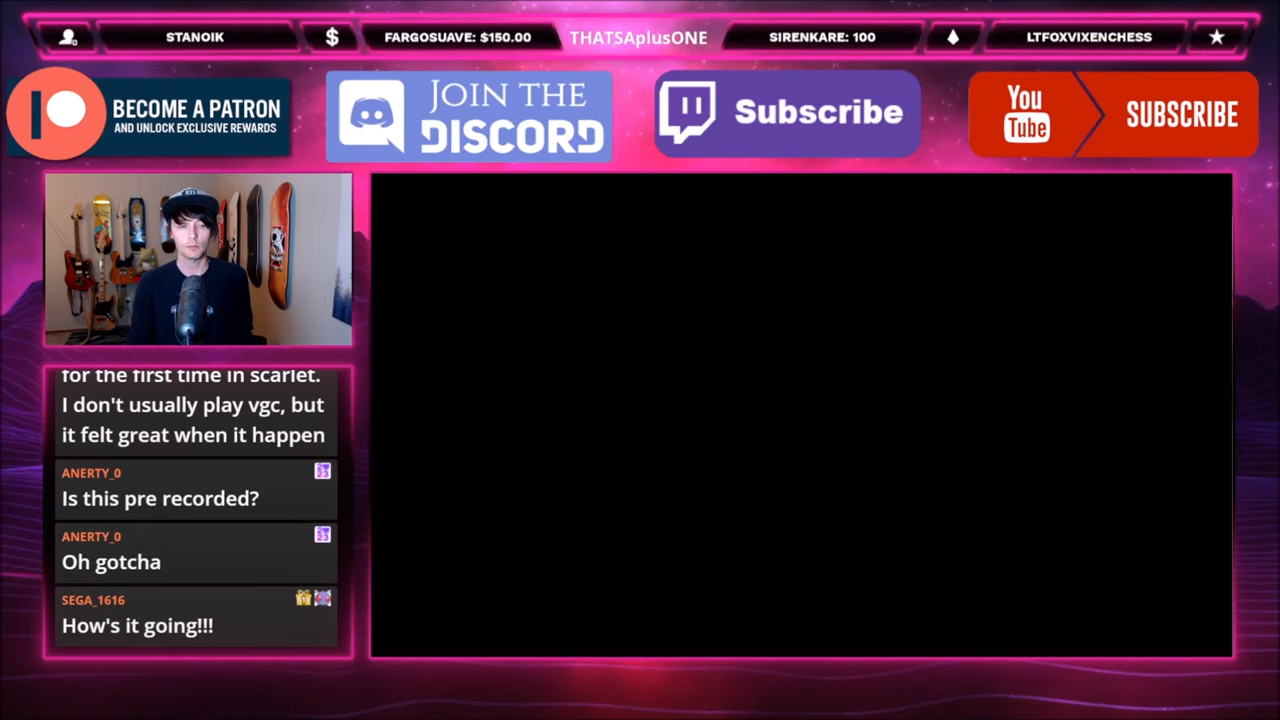 STANOIK
$
FARGOSUAVE: $150.00
THATSAplusONE
SIRENKARE: 100
LTFOXVIXENCHESS
BECOME A PATRON
AND UNLOCK EXCLUSIVE REWARDS
JOIN THE
DISCORD
Subscribe
You
Tube
SUBSCRIBE
for the first time in scarlet.
I don't usually play vgc, but
it felt great when it happen
ANERTY_0
Is this pre recorded?
ANERTY_0
Oh gotcha
SEGA_1616
How's it going!!!